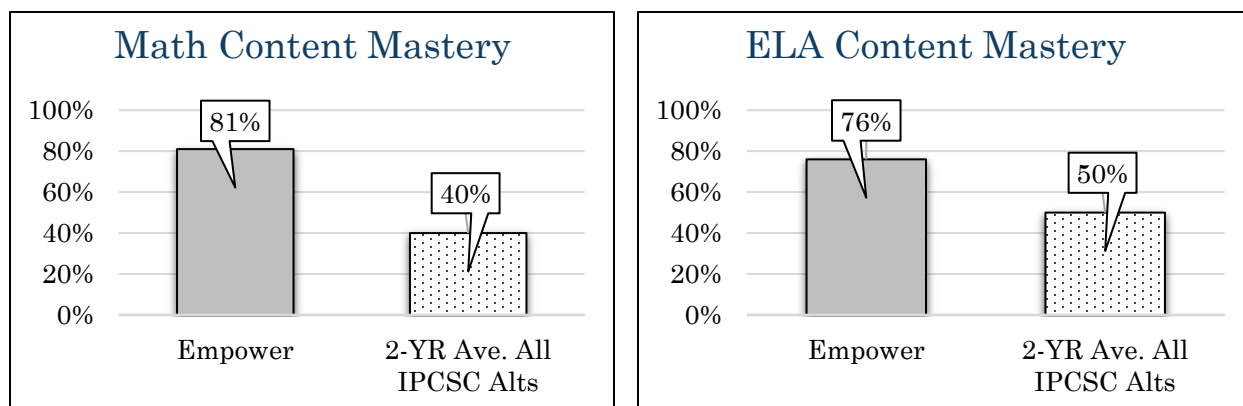 Math Content Mastery
100%
80%
60%
40%
20%
0%
81%
40%
Empower
2-YR Ave. All
IPCSC Alts
ELA Content Mastery
100%
80%
60%
40%
20%
0%
76%
50%
Empower
2-YR Ave. All
IPCSC Alts